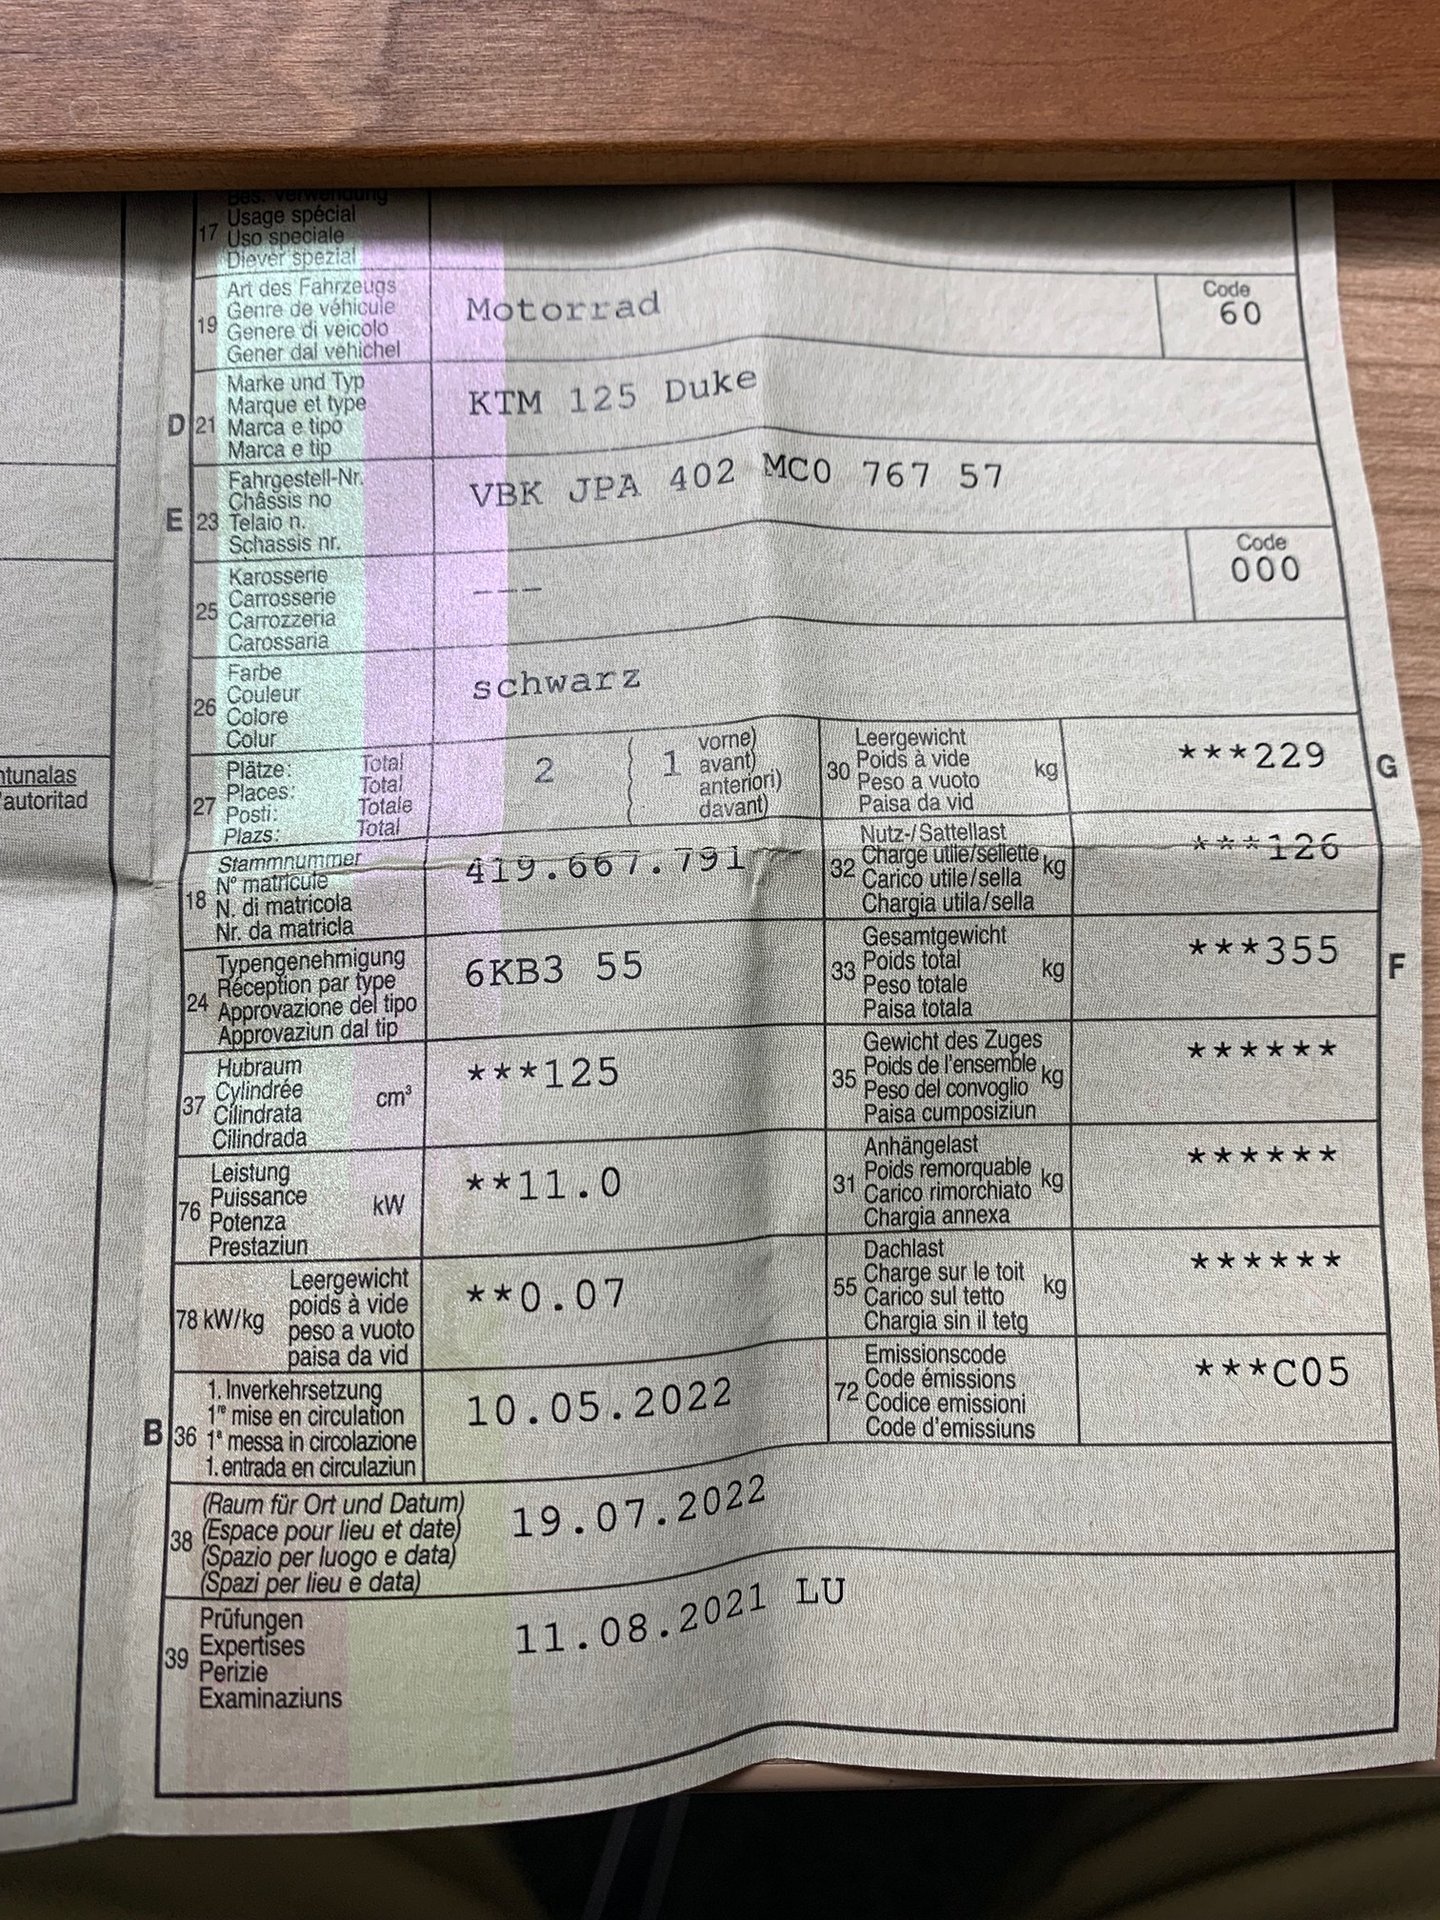 Bes. Verwendung
17 Usage spécial
Uso speciale
Diever spezial
19 Art des Fahrzeugs
Genre de véhicule
Genere di veicolo
Gener dal vehichel
Motorrad
Code
60
D 21 Marke und Typ
Marque et type
Marca e tipo
Marca e tip
KTM 125 Duke
E 23 Fahrgestell-Nr.
Châssis no
Telaio n.
Schassis nr.
VBK JPA 402 MC0 767 57
25 Karosserie
Carrosserie
Carrozzeria
Carossaria
---
Code
000
26 Farbe
Couleur
Colore
Colur
schwarz
27 Plätze: Total
Places: Total
Posti: Totale
Plazs: Total
2 ( 1 vorne)
avant)
anteriori)
davant)
30 Leergewicht
Poids à vide
Peso a vuoto
Paisa da vid
kg
***229
G
ntunalas
'autoritad
18 Stammnummer
N° matricule
N. di matricola
Nr. da matricla
419.667.791
32 Nutz-/Sattellast
Charge utile/sellette
Carico utile/sella
Chargia utila/sella
kg
***126
24 Typengenehmigung
Réception par type
Approvazione del tipo
Approvaziun dal tip
6KB3 55
33 Gesamtgewicht
Poids total
Peso totale
Paisa totala
kg
***355
F
37 Hubraum
Cylindrée
Cilindrata
Cilindrada
cm³
***125
35 Gewicht des Zuges
Poids de l'ensemble
Peso del convoglio
Paisa cumposiziun
kg
******
76 Leistung
Puissance
Potenza
Prestaziun
kW
**11.0
31 Anhängelast
Poids remorquable
Carico rimorchiato
Chargia annexa
kg
******
78 kW/kg Leergewicht
poids à vide
peso a vuoto
paisa da vid
**0.07
55 Dachlast
Charge sur le toit
Carico sul tetto
Chargia sin il tetg
kg
******
B 36 1. Inverkehrsetzung
1re mise en circulation
1a messa in circolazione
1. entrada en circulaziun
10.05.2022
72 Emissionscode
Code émissions
Codice emissioni
Code d'emissiuns
***C05
38 (Raum für Ort und Datum)
(Espace pour lieu et date)
(Spazio per luogo e data)
(Spazi per lieu e data)
19.07.2022
39 Prüfungen
Expertises
Perizie
Examinaziuns
11.08.2021 LU